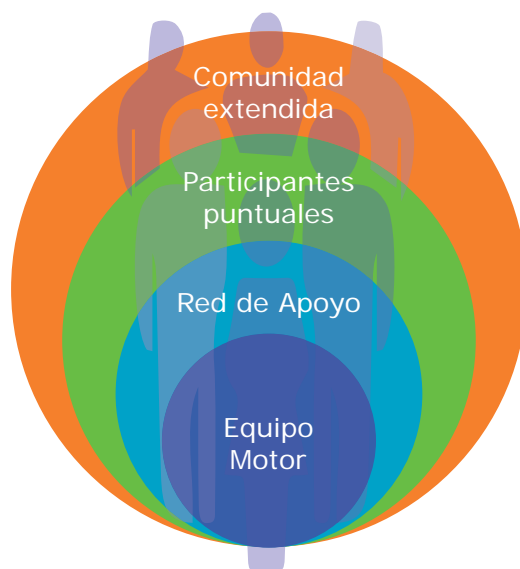 Comunidad
extendida
Participantes
puntuales
Red de Apoyo
Equipo
Motor